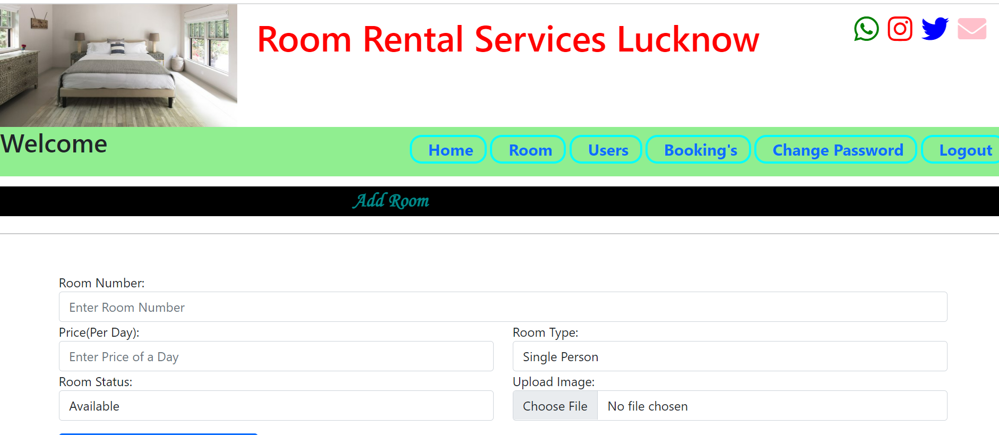 Room Rental Services Lucknow
Welcome
Home Room Users Booking's Change Password Logout
Add Room
Room Number:
Enter Room Number
Price(Per Day): Room Type:
Enter Price of a Day Single Person
Room Status: Upload Image:
Available Choose File No file chosen